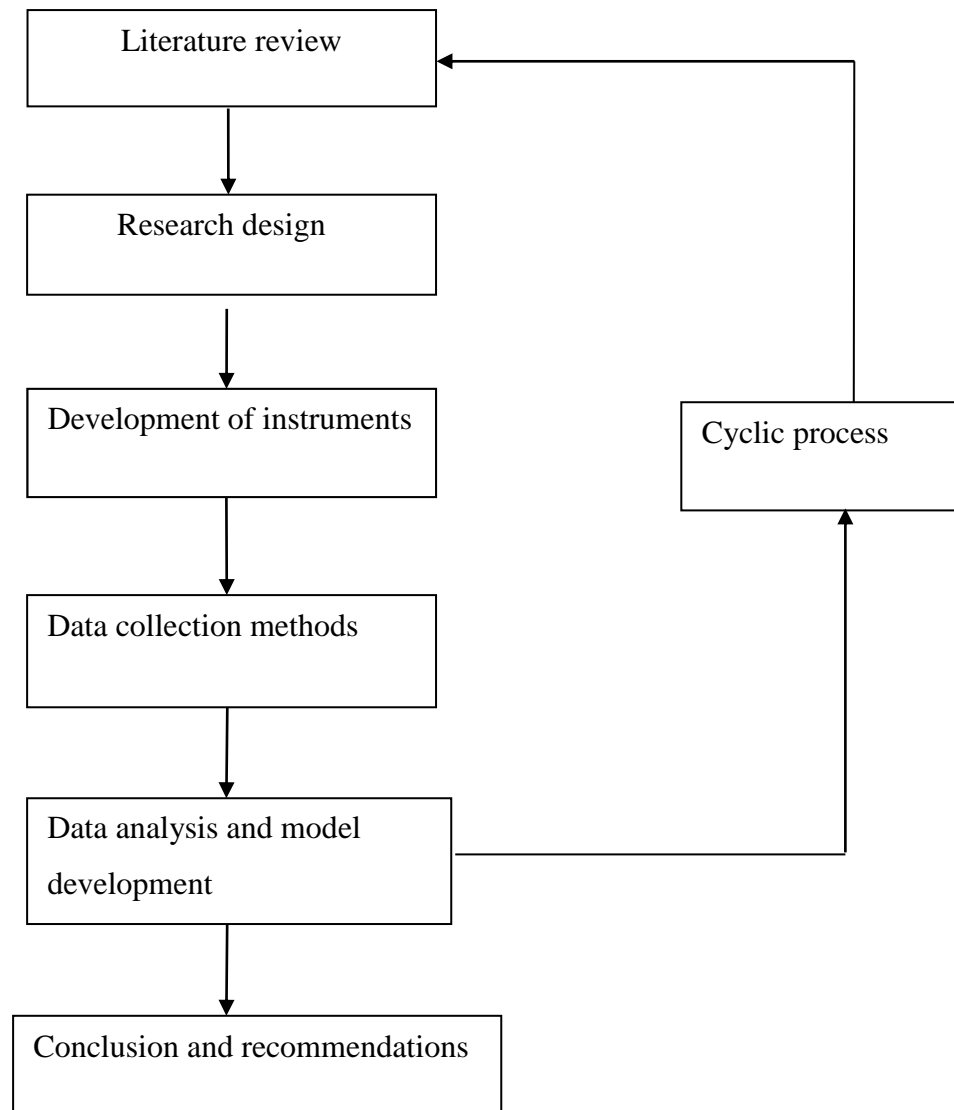 Literature review
Research design
Development of instruments
Cyclic process
Data collection methods
Data analysis and model
development
Conclusion and recommendations